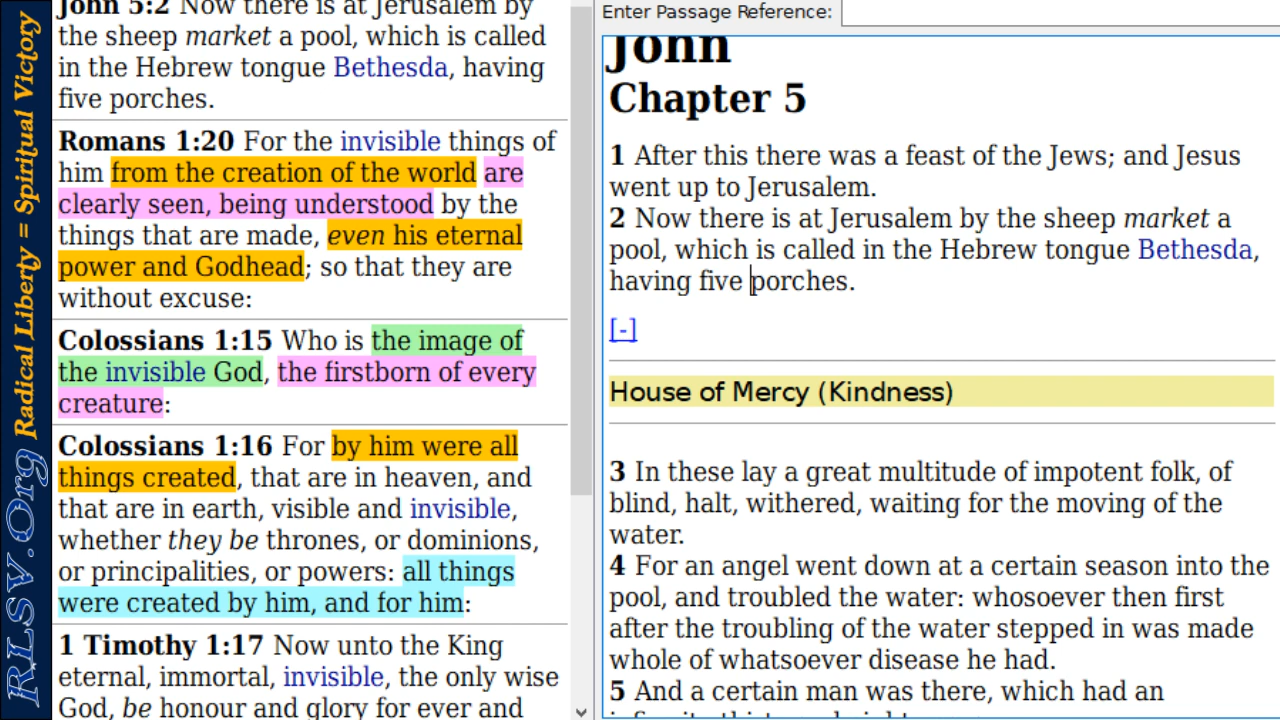 RLSV.Org Radical Liberty = Spiritual Victory
John 5:2 Now there is at Jerusalem by
the sheep market a pool, which is called
in the Hebrew tongue Bethesda, having
five porches.
Romans 1:20 For the invisible things of
him from the creation of the world are
clearly seen, being understood by the
things that are made, even his eternal
power and Godhead; so that they are
without excuse:
Colossians 1:15 Who is the image of
the invisible God, the firstborn of every
creature:
Colossians 1:16 For by him were all
things created, that are in heaven, and
that are in earth, visible and invisible,
whether they be thrones, or dominions,
or principalities, or powers: all things
were created by him, and for him:
1 Timothy 1:17 Now unto the King
eternal, immortal, invisible, the only wise
God, be honour and glory for ever and
Enter Passage Reference:
John
Chapter 5
1 After this there was a feast of the Jews; and Jesus
went up to Jerusalem.
2 Now there is at Jerusalem by the sheep market a
pool, which is called in the Hebrew tongue Bethesda,
having five porches.
[-]
House of Mercy (Kindness)
3 In these lay a great multitude of impotent folk, of
blind, halt, withered, waiting for the moving of the
water.
4 For an angel went down at a certain season into the
pool, and troubled the water: whosoever then first
after the troubling of the water stepped in was made
whole of whatsoever disease he had.
5 And a certain man was there, which had an